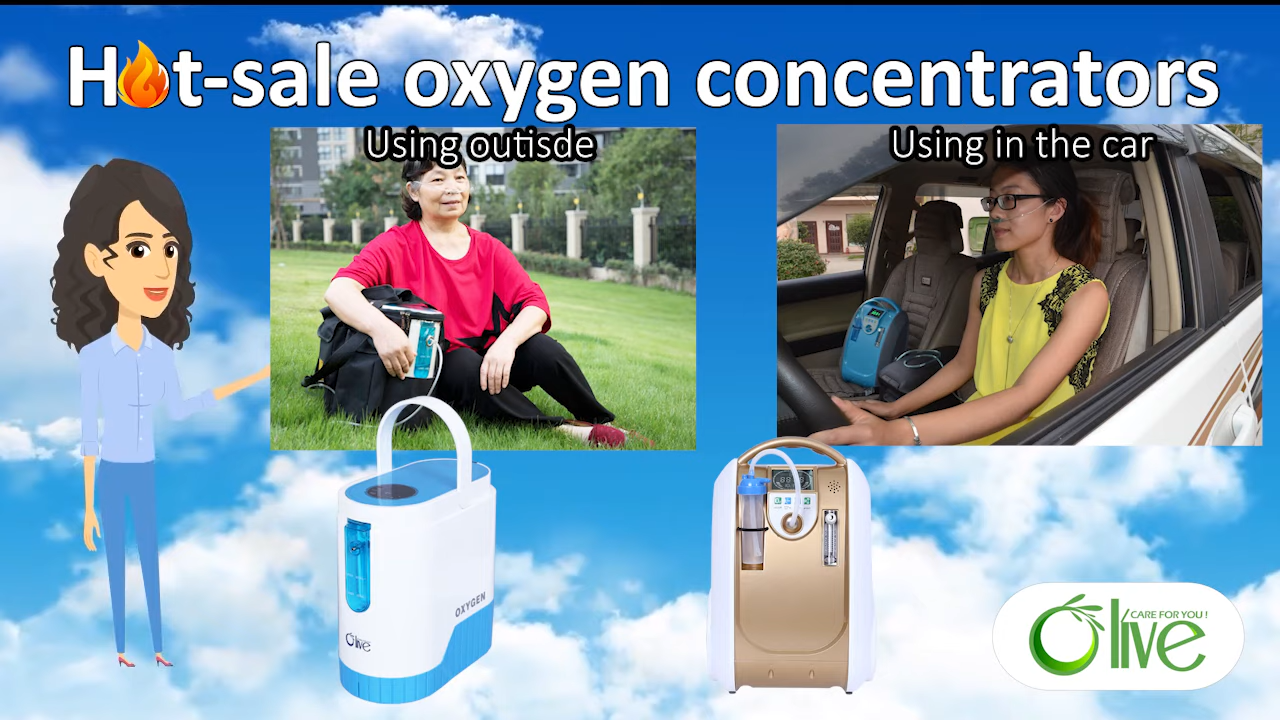 Hot-sale oxygen concentrators
Using outisde
Using in the car
OXYGEN
Olive
CARE FOR YOU!
Olive